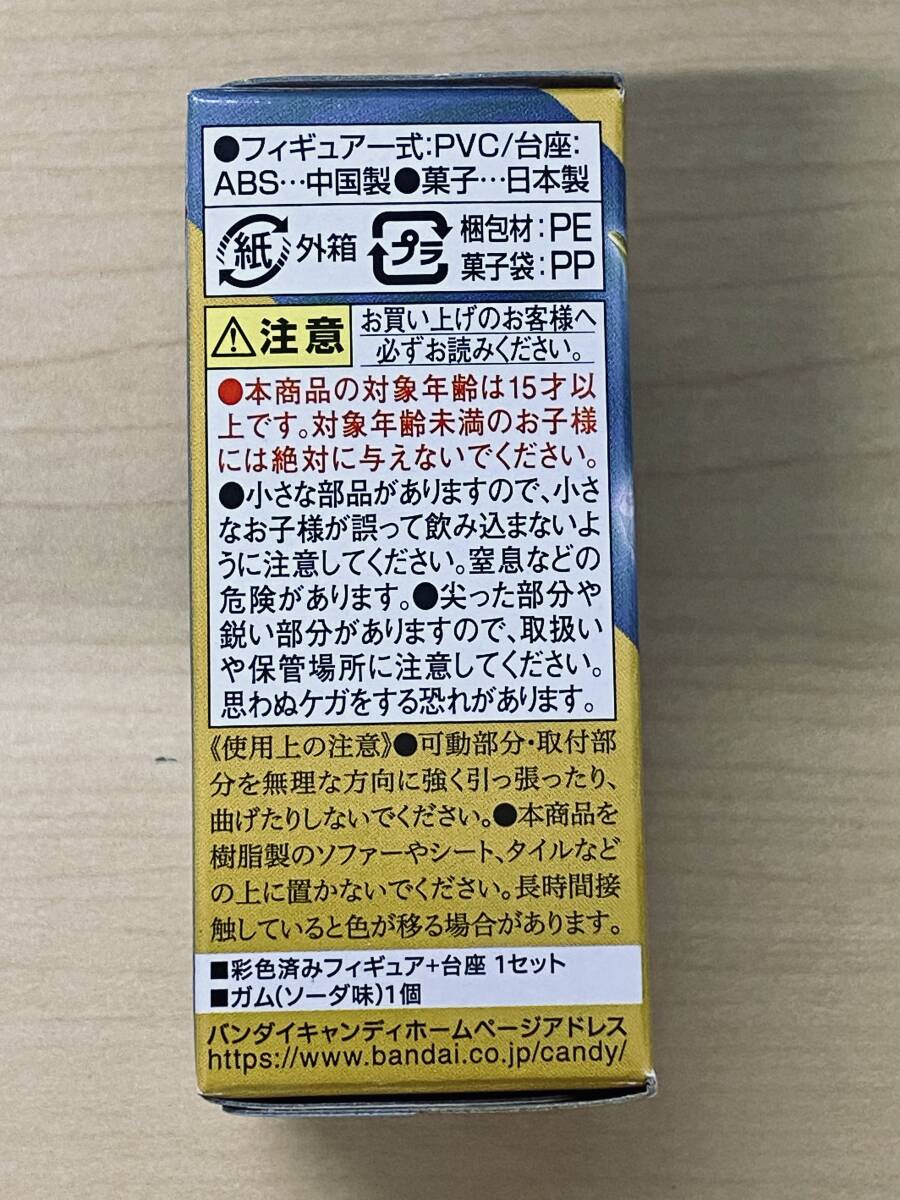 ●フィギュア一式:PVC/台座:
ABS…中国製●菓子…日本製
紙 外箱 プラ 梱包材:PE
菓子袋:PP
⚠注意 お買い上げのお客様へ
必ずお読みください。
●本商品の対象年齢は15才以
上です。対象年齢未満のお子様
には絶対に与えないでください。
●小さな部品がありますので、小さ
なお子様が誤って飲み込まないよ
うに注意してください。窒息などの
危険があります。●尖った部分や
鋭い部分がありますので、取扱い
や保管場所に注意してください。
思わぬケガをする恐れがあります。
《使用上の注意》●可動部分・取付部
分を無理な方向に強く引っ張ったり、
曲げたりしないでください。●本商品を
樹脂製のソファーやシート、タイルなど
の上に置かないでください。長時間接
触していると色が移る場合があります。
■彩色済みフィギュア+台座 1セット
■ガム(ソーダ味)1個
バンダイキャンディホームページアドレス
https://www.bandai.co.jp/candy/